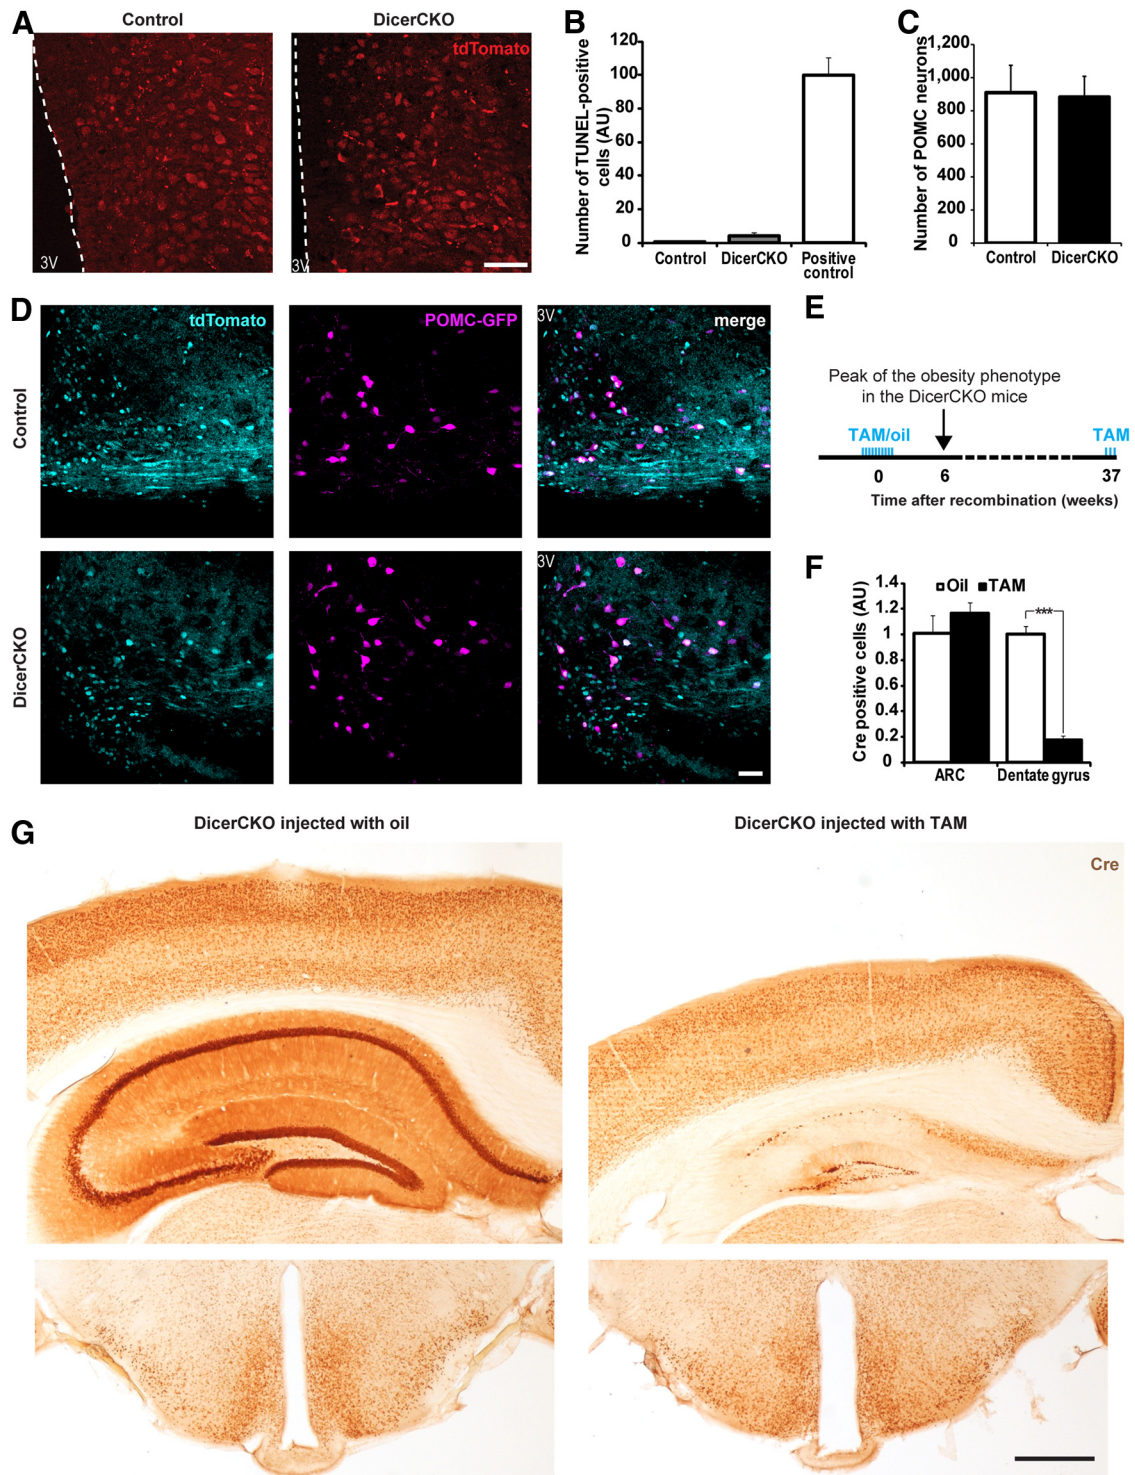 A
Control
DicerCKO
tdTomato
3V
3V
B
Number of TUNEL-positive
cells (AU)
120
100
80
60
40
20
0
Control
DicerCKO
Positive
control
C
Number of POMC neurons
1,200
1,000
800
600
400
200
0
Control
DicerCKO
D
Control
tdTomato
POMC-GFP
3V
merge
DicerCKO
3V
E
Peak of the obesity phenotype
in the DicerCKO mice
TAM/oil
TAM
0
6
37
Time after recombination (weeks)
F
Cre positive cells (AU)
1.4
1.2
1
0.8
0.6
0.4
0.2
0
Oil
TAM
***
ARC
Dentate gyrus
G
DicerCKO injected with oil
DicerCKO injected with TAM
Cre